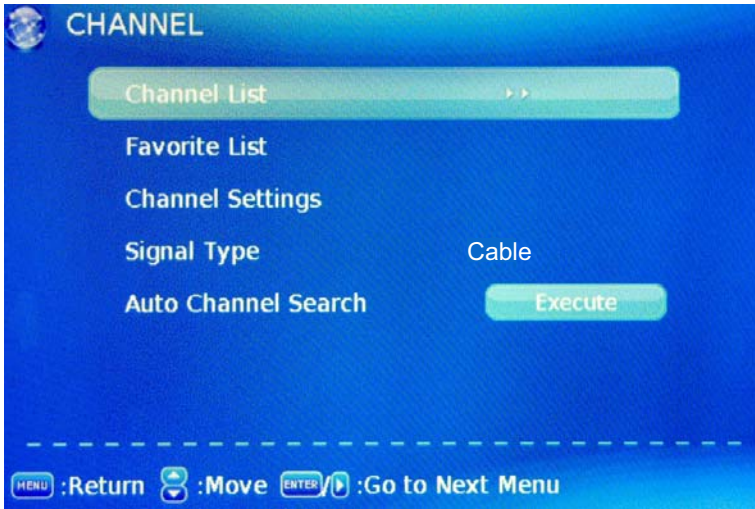 CHANNEL
Channel List
Favorite List
Channel Settings
Signal Type Cable
Auto Channel Search Execute
MENU :Return :Move ENTER/ :Go to Next Menu